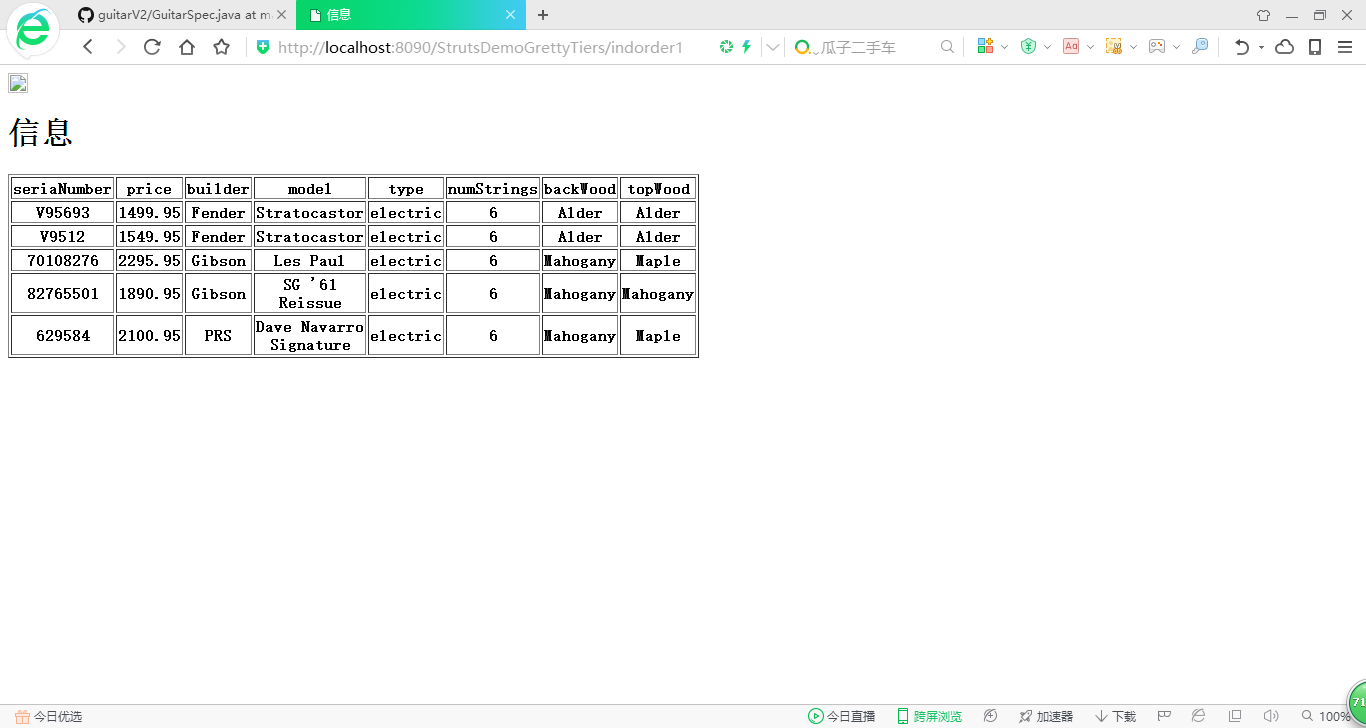 guitarV2/GuitarSpec.java at m
信息
http://localhost:8090/StrutsDemoGrettyTiers/indorder1
瓜子二手车
信息
seriaNumber price builder model type numStrings backWood topWood
V95693 1499.95 Fender Stratocastor electric 6 Alder Alder
V9512 1549.95 Fender Stratocastor electric 6 Alder Alder
70108276 2295.95 Gibson Les Paul electric 6 Mahogany Maple
82765501 1890.95 Gibson SG '61 Reissue electric 6 Mahogany Mahogany
629584 2100.95 PRS Dave Navarro Signature electric 6 Mahogany Maple
今日优选 今日直播 跨屏浏览 加速器 下载 100%
71